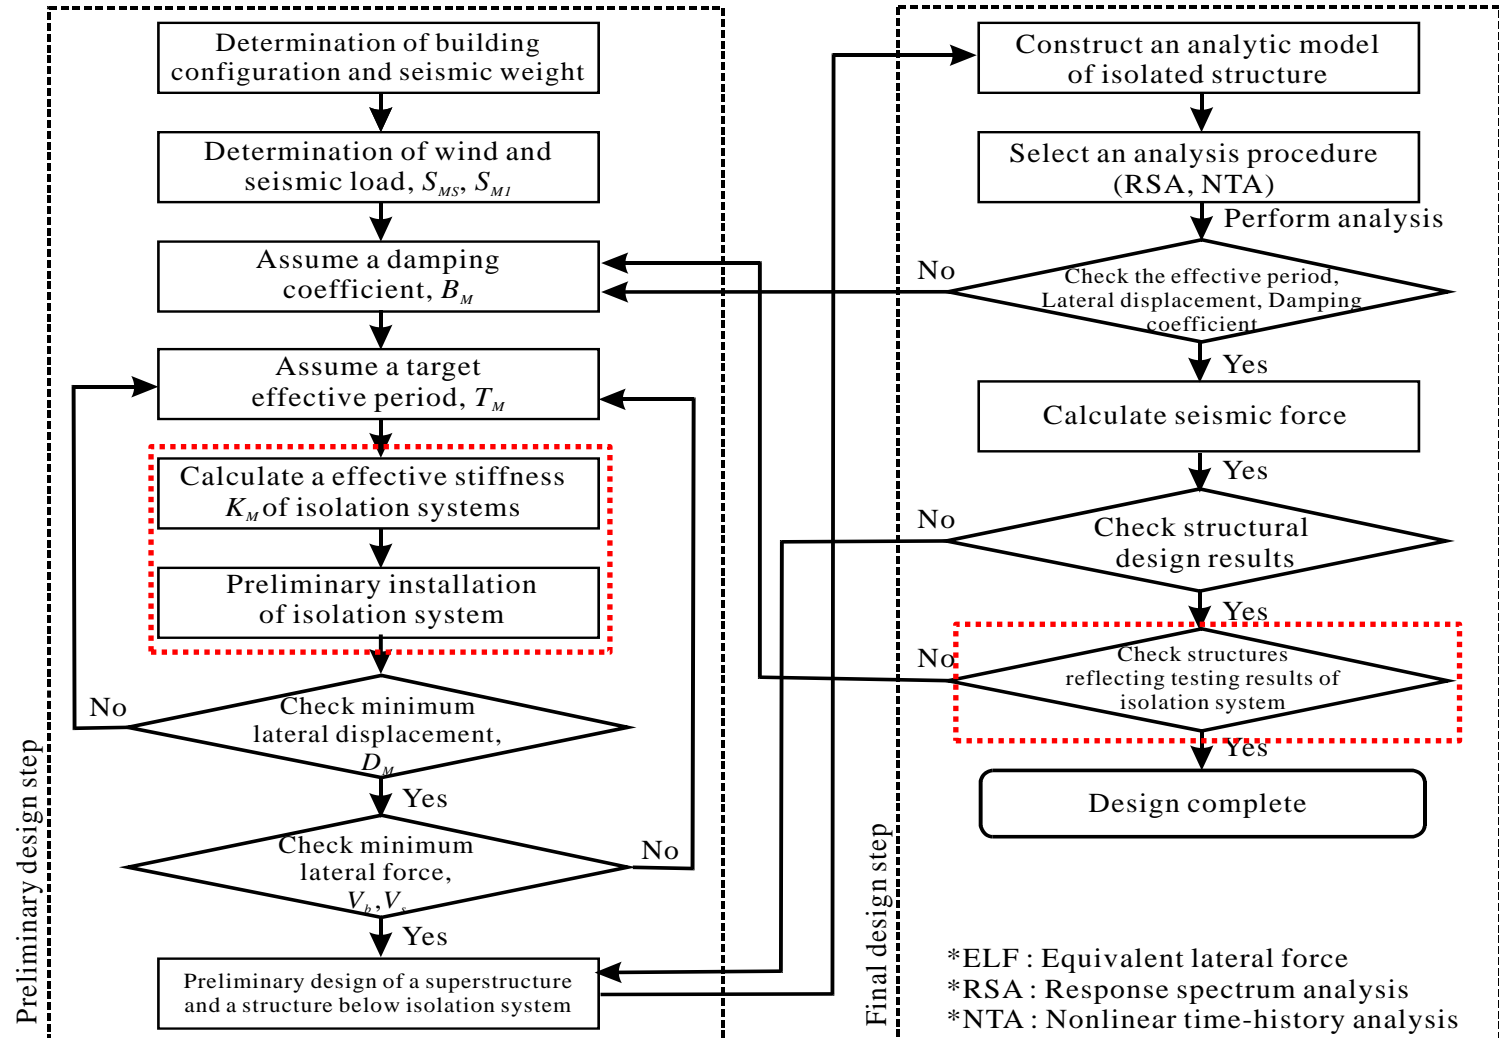 Preliminary design step
Determination of building
configuration and seismic weight
Determination of wind and
seismic load, S_MS, S_M1
Assume a damping
coefficient, B_M
Assume a target
effective period, T_M
Calculate a effective stiffness
K_M of isolation systems
Preliminary installation
of isolation system
Check minimum
lateral displacement,
D_M
No
Yes
Check minimum
lateral force,
V_b, V_s
No
Yes
Preliminary design of a superstructure
and a structure below isolation system
Final design step
Construct an analytic model
of isolated structure
Select an analysis procedure
(RSA, NTA)
Perform analysis
Check the effective period,
Lateral displacement, Damping
coefficient
No
Yes
Calculate seismic force
Yes
Check structural
design results
No
Yes
Check structures
reflecting testing results of
isolation system
No
Yes
Design complete
*ELF : Equivalent lateral force
*RSA : Response spectrum analysis
*NTA : Nonlinear time-history analysis